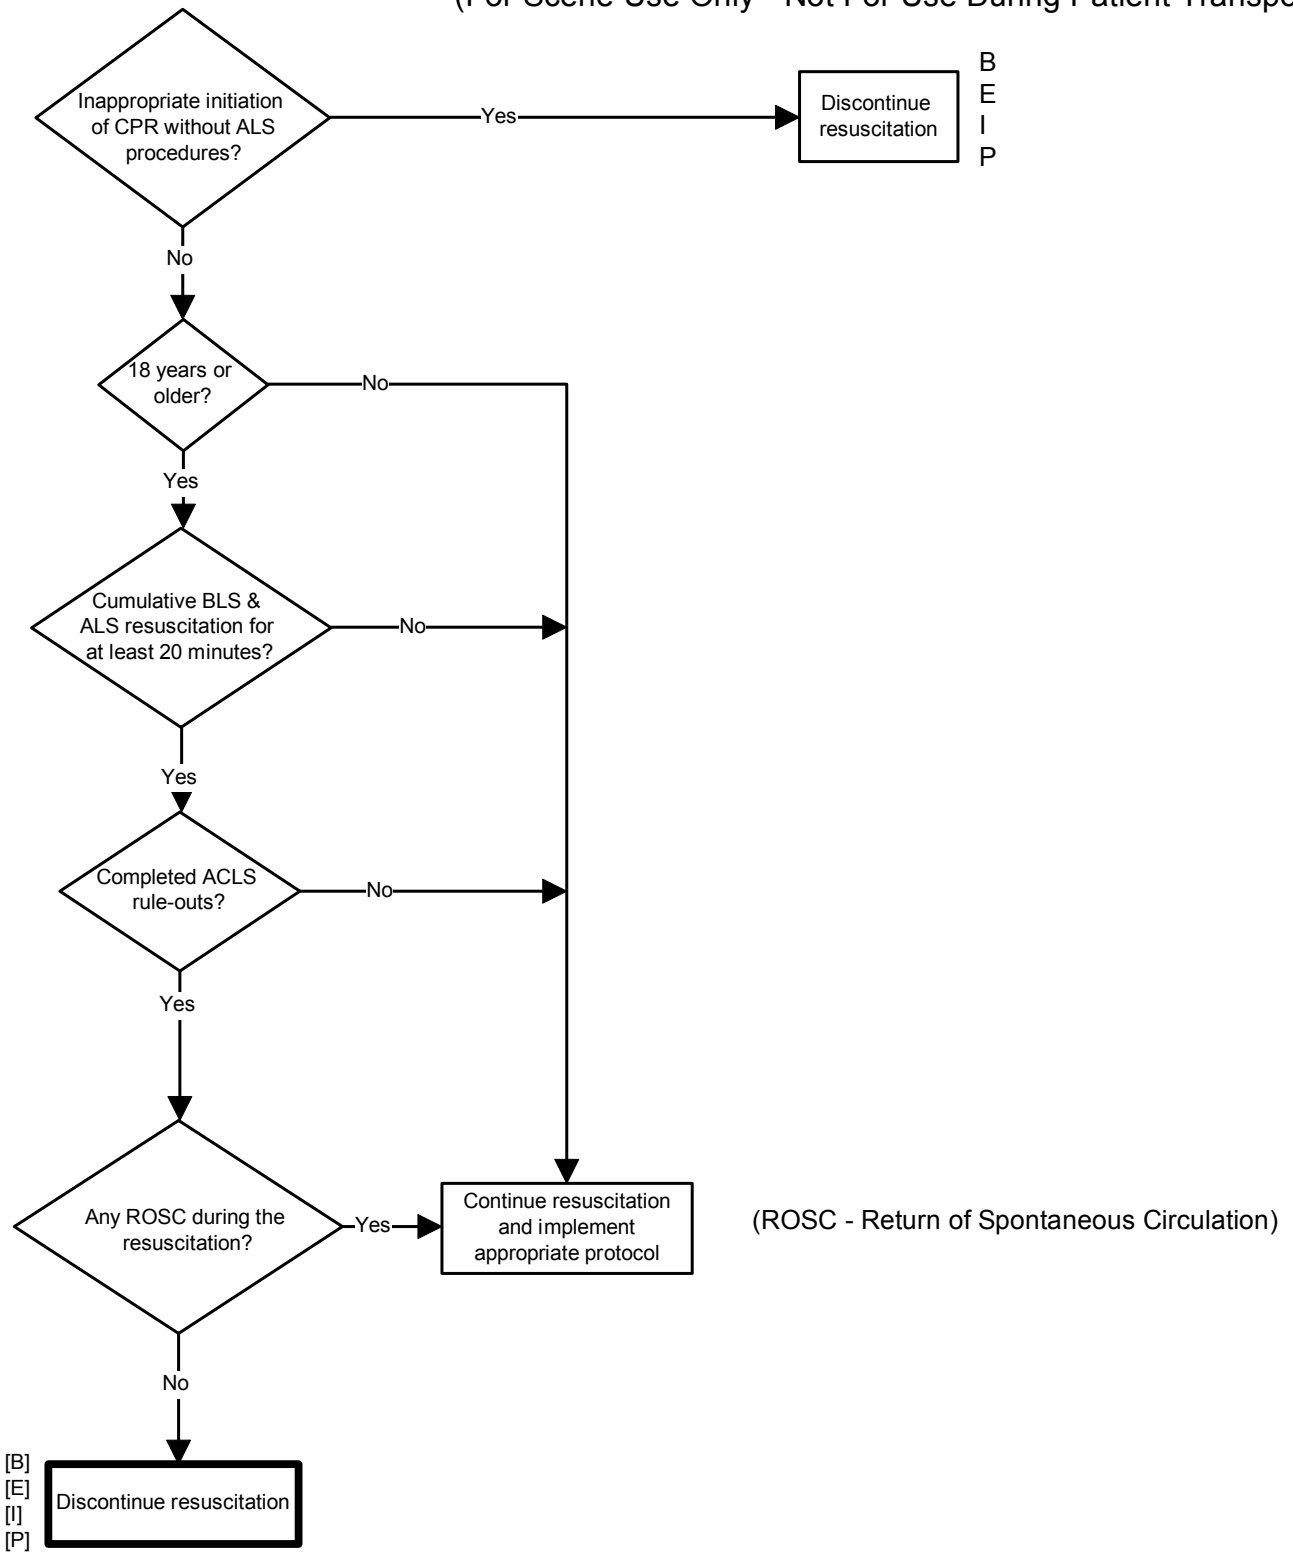 (For Scene Use Only - Not For Use During Patient Transpo
Inappropriate initiation
of CPR without ALS
procedures?
Yes
Discontinue
resuscitation
B
E
I
P
No
18 years or
older?
No
Yes
Cumulative BLS &
ALS resuscitation for
at least 20 minutes?
No
Yes
Completed ACLS
rule-outs?
No
Yes
Any ROSC during the
resuscitation?
Yes
Continue resuscitation
and implement
appropriate protocol
(ROSC - Return of Spontaneous Circulation)
No
[B]
[E]
[I]
[P]
Discontinue resuscitation